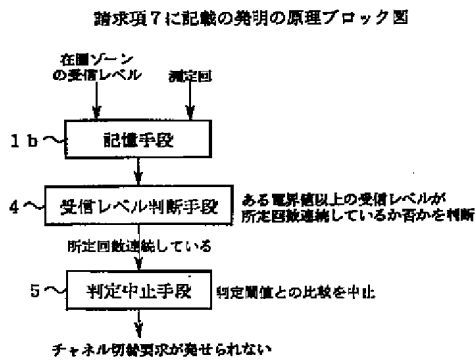 請求項7に記載の発明の原理ブロック図
在圏ゾーン
の受信レベル
測定回
1b
記憶手段
4
受信レベル判断手段
ある電界値以上の受信レベルが
所定回数連続しているか否かを判断
所定回数連続している
5
判定中止手段
判定閾値との比較を中止
チャネル切替要求が発せられない